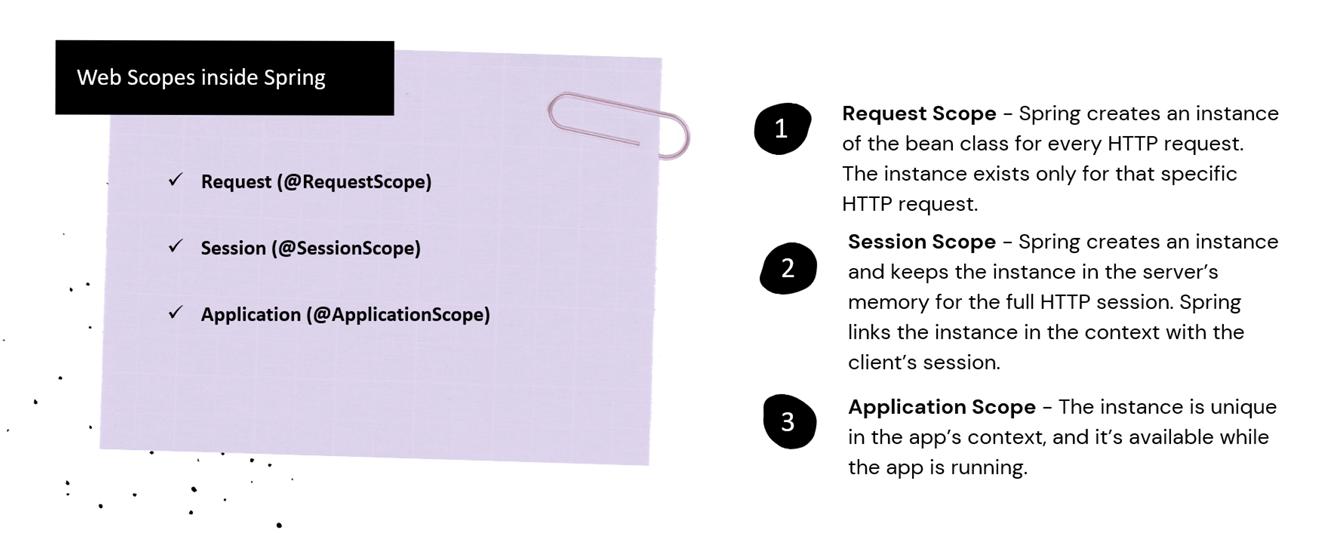 Web Scopes inside Spring
✓ Request (@RequestScope)
✓ Session (@SessionScope)
✓ Application (@ApplicationScope)
1
Request Scope – Spring creates an instance
of the bean class for every HTTP request.
The instance exists only for that specific
HTTP request.
2
Session Scope – Spring creates an instance
and keeps the instance in the server’s
memory for the full HTTP session. Spring
links the instance in the context with the
client’s session.
3
Application Scope – The instance is unique
in the app’s context, and it’s available while
the app is running.